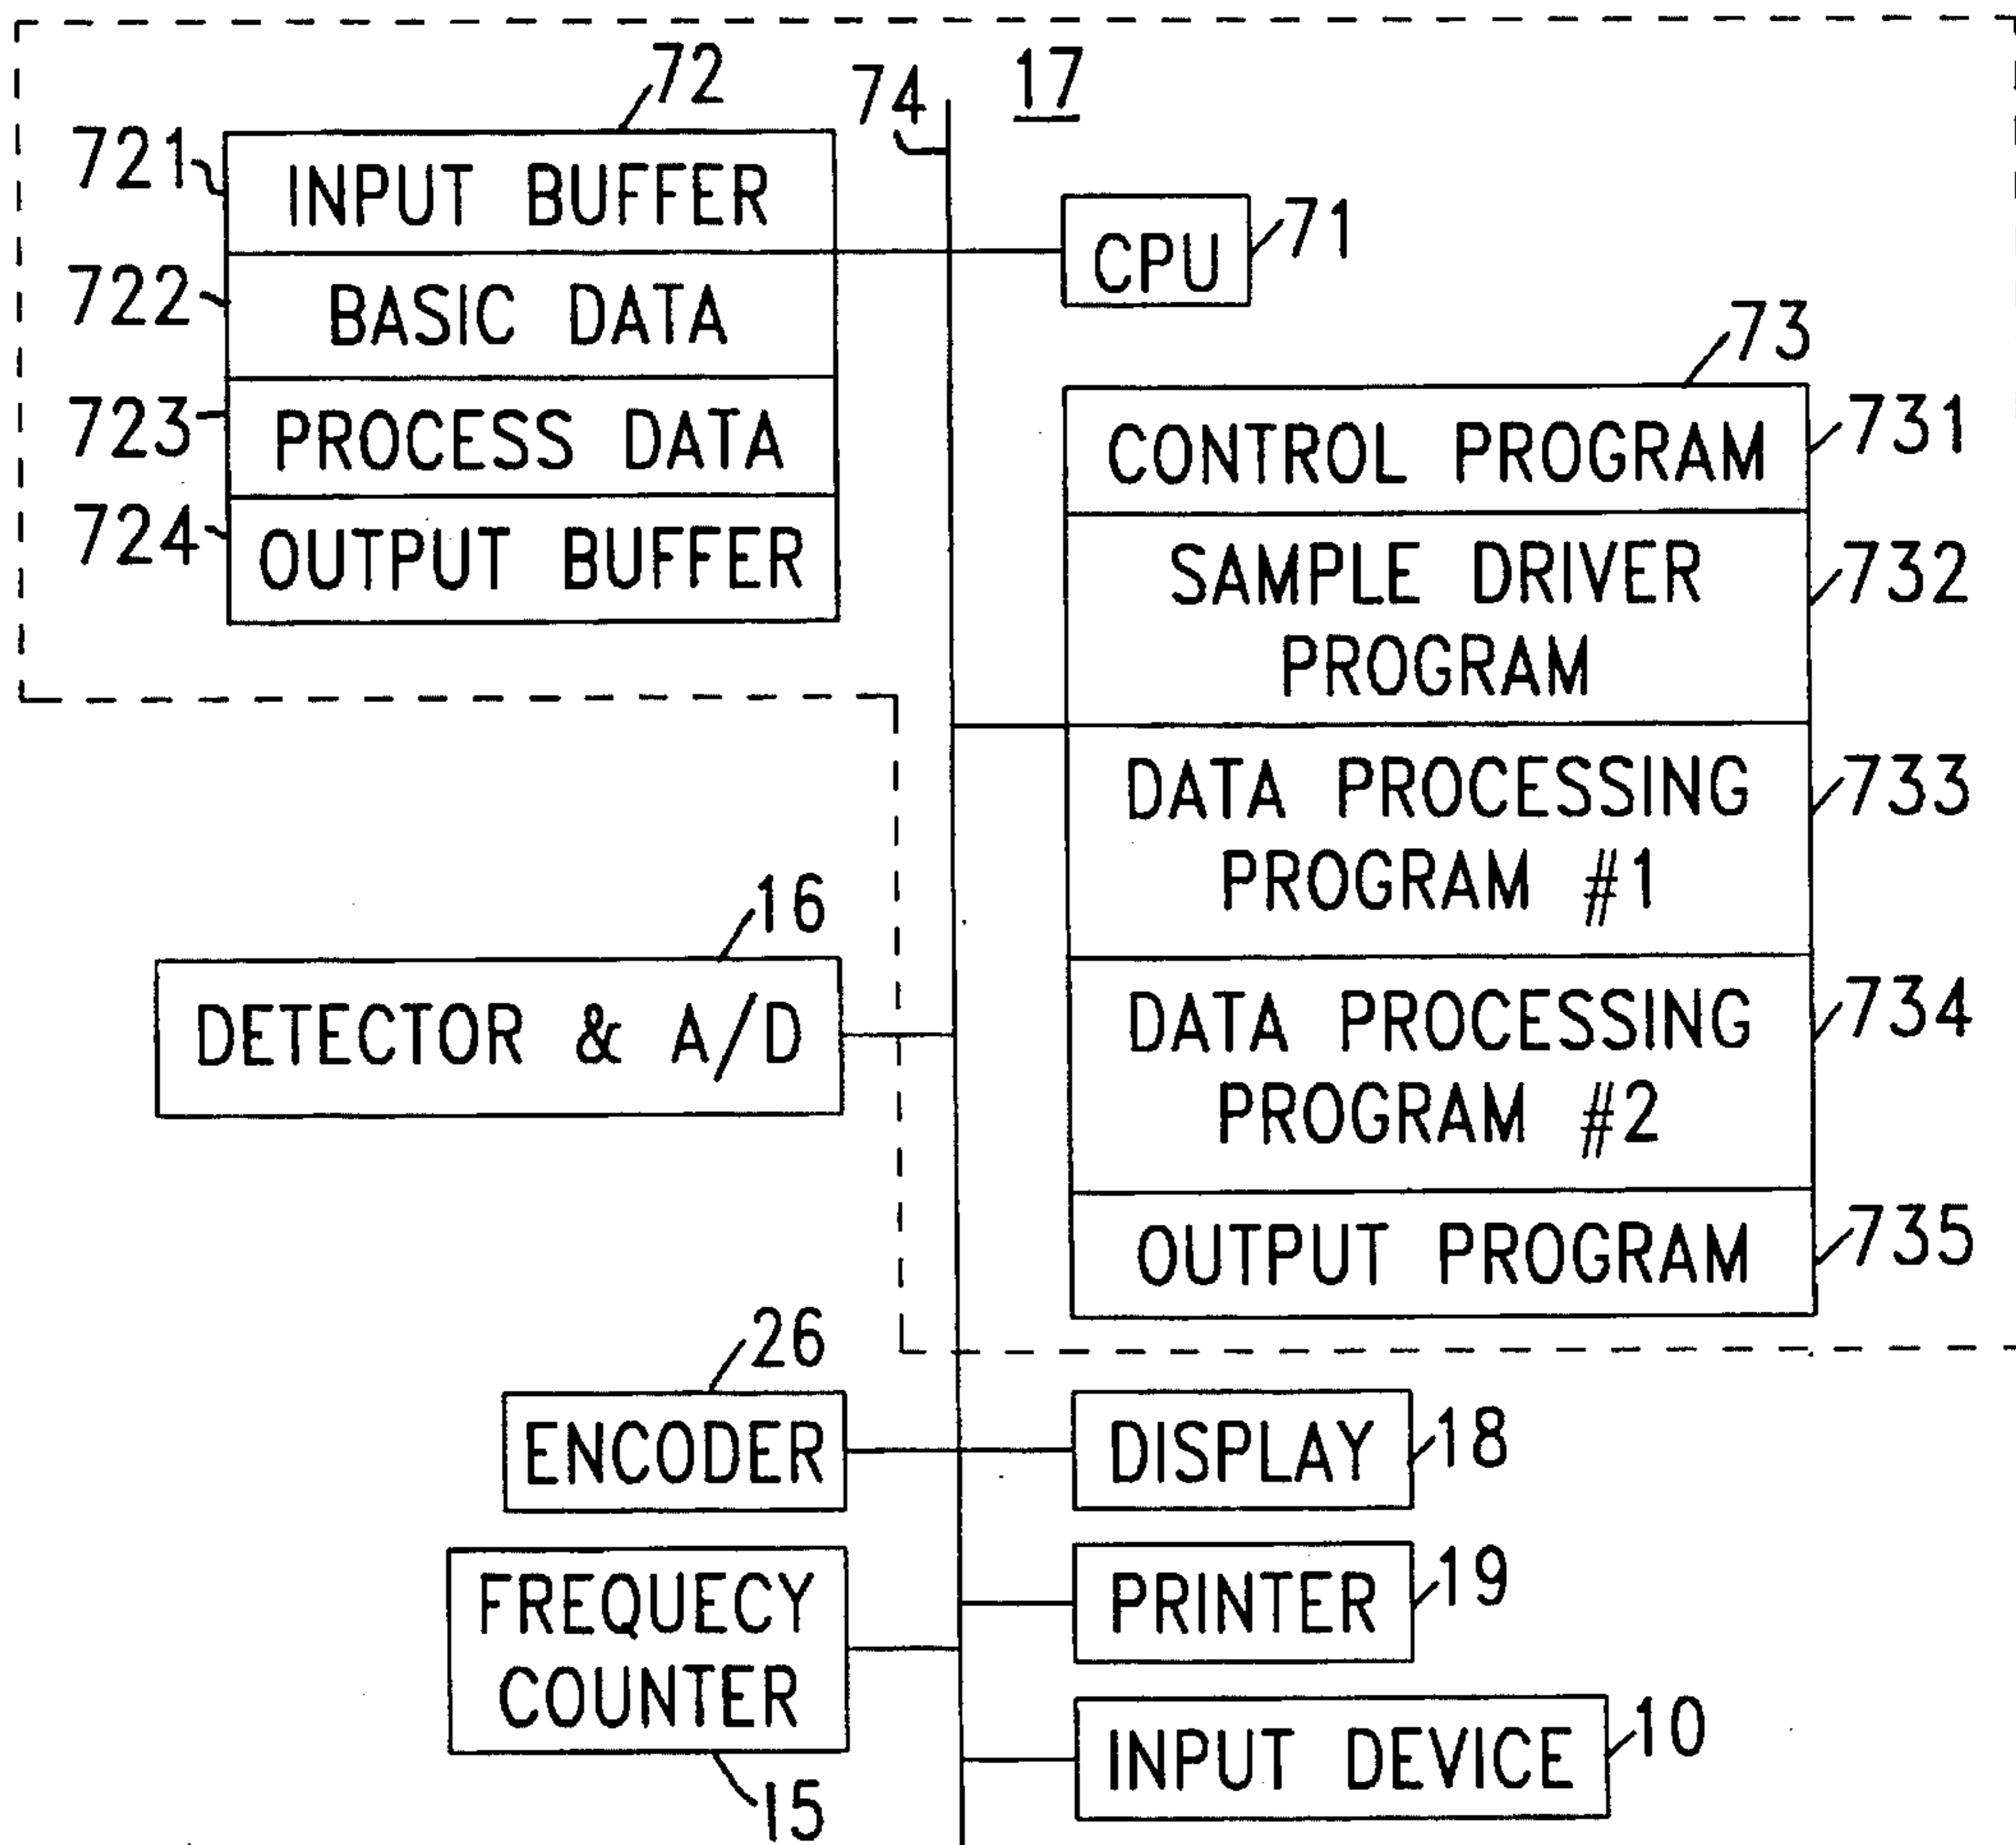 72
74
17
721
INPUT BUFFER
CPU
71
722
BASIC DATA
73
723
PROCESS DATA
CONTROL PROGRAM
731
724
OUTPUT BUFFER
SAMPLE DRIVER
PROGRAM
732
DATA PROCESSING
PROGRAM #1
733
16
DETECTOR & A/D
DATA PROCESSING
PROGRAM #2
734
OUTPUT PROGRAM
735
26
ENCODER
DISPLAY
18
FREQUECY
COUNTER
15
PRINTER
19
INPUT DEVICE
10